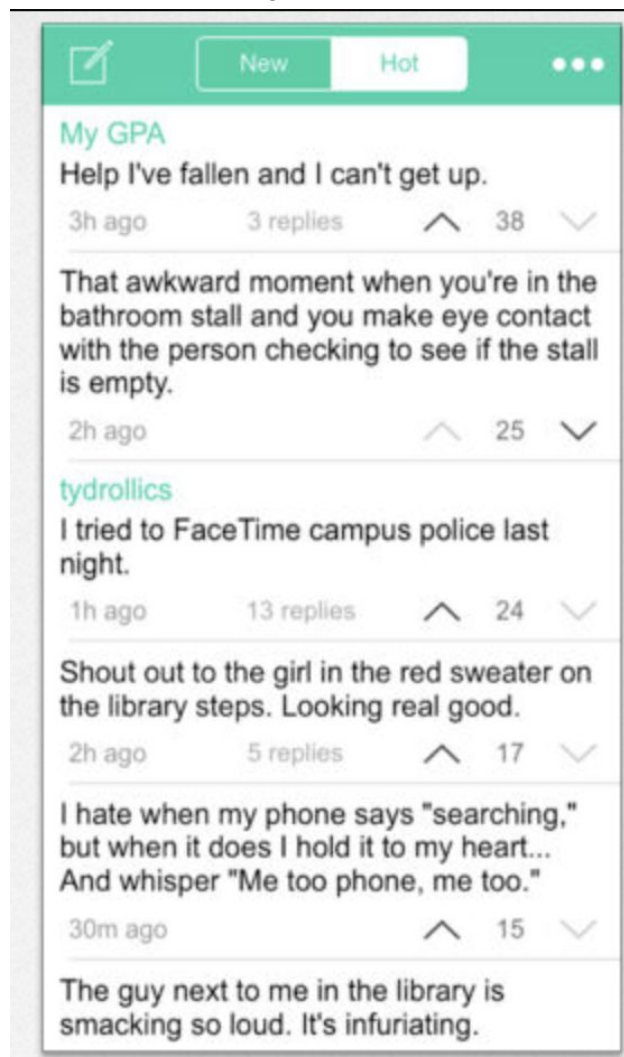 New Hot
My GPA
Help I've fallen and I can't get up.
3h ago 3 replies 38
That awkward moment when you're in the
bathroom stall and you make eye contact
with the person checking to see if the stall
is empty.
2h ago 25
tydrollics
I tried to FaceTime campus police last
night.
1h ago 13 replies 24
Shout out to the girl in the red sweater on
the library steps. Looking real good.
2h ago 5 replies 17
I hate when my phone says "searching,"
but when it does I hold it to my heart...
And whisper "Me too phone, me too."
30m ago 15
The guy next to me in the library is
smacking so loud. It's infuriating.